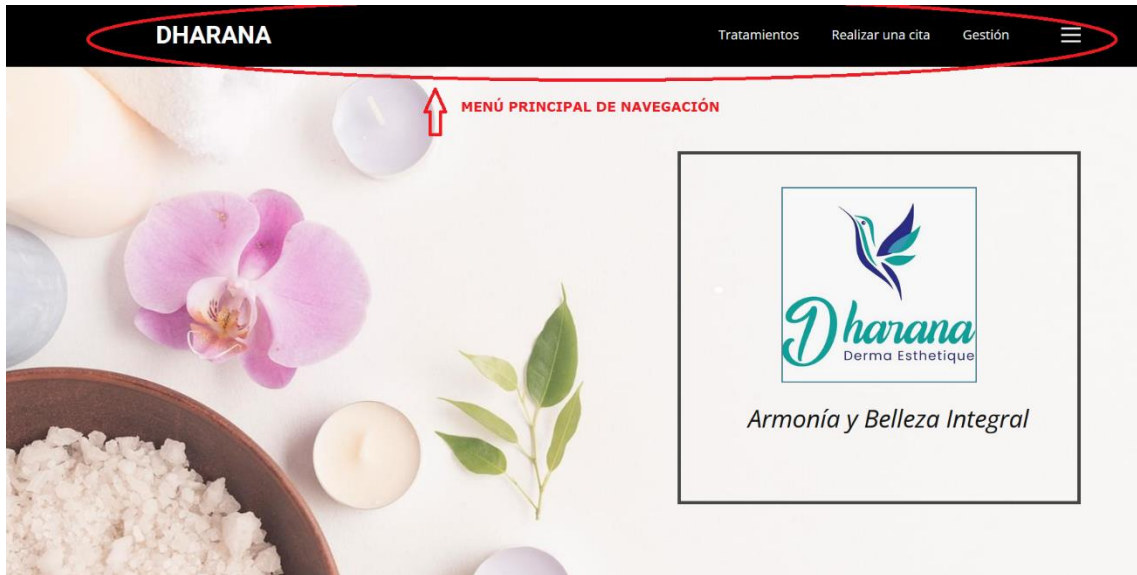 DHARANA Tratamientos Realizar una cita Gestión
MENÚ PRINCIPAL DE NAVEGACIÓN
Dharana
Derma Esthetique
Armonía y Belleza Integral